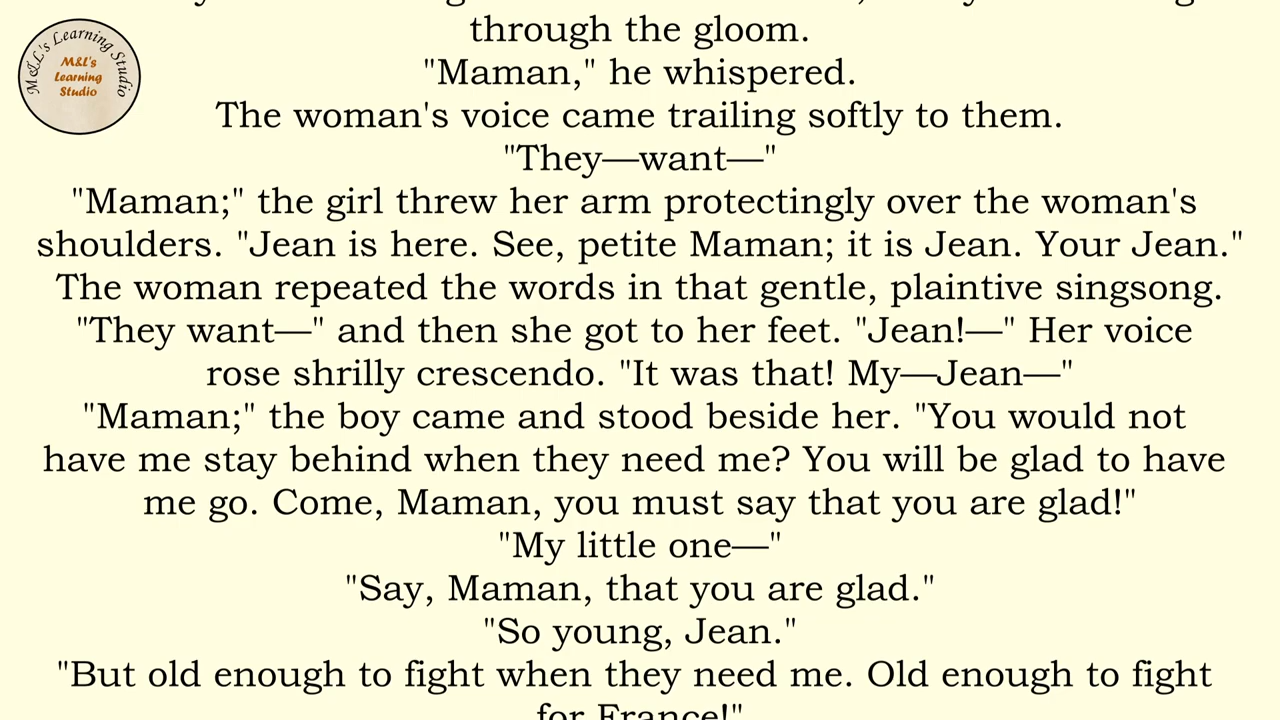 M&L's Learning Studio
M&L's
Learning
Studio
through the gloom.
"Maman," he whispered.
The woman's voice came trailing softly to them.
"They—want—"
"Maman;" the girl threw her arm protectingly over the woman's
shoulders. "Jean is here. See, petite Maman; it is Jean. Your Jean."
The woman repeated the words in that gentle, plaintive singsong.
"They want—" and then she got to her feet. "Jean!—" Her voice
rose shrilly crescendo. "It was that! My—Jean—"
"Maman;" the boy came and stood beside her. "You would not
have me stay behind when they need me? You will be glad to have
me go. Come, Maman, you must say that you are glad!"
"My little one—"
"Say, Maman, that you are glad."
"So young, Jean."
"But old enough to fight when they need me. Old enough to fight
for France!"